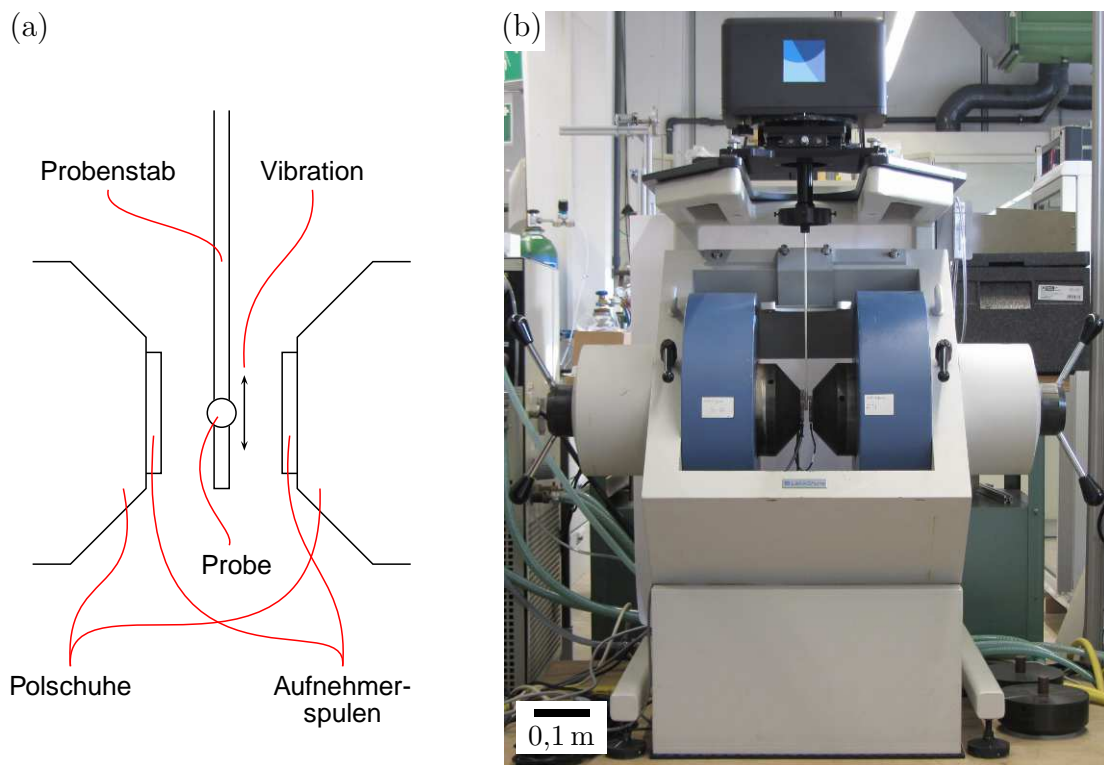 (a)
Probenstab
Vibration
Probe
Polschuhe
Aufnehmer-
spulen
(b)
0,1 m